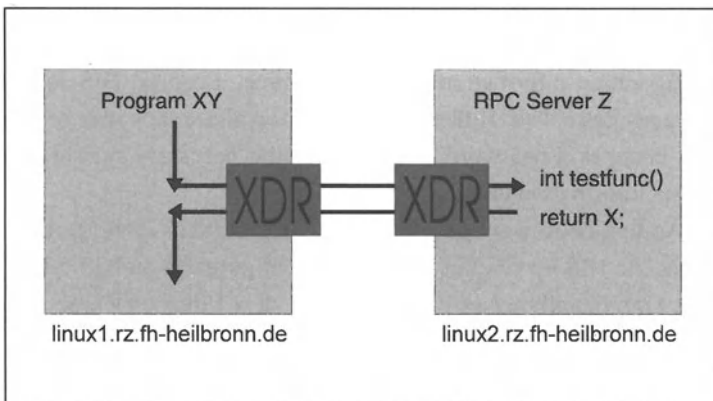 Program XY
RPC Server Z
XDR
XDR
int testfunc()
return X;
linux1.rz.fh-heilbronn.de
linux2.rz.fh-heilbronn.de